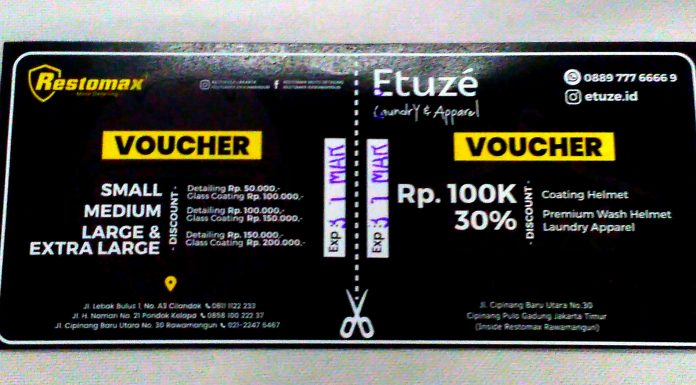 Restomax
Moto Detailing
VOUCHER
SMALL
Detailing Rp. 50.000,-
Glass Coating Rp. 100.000,-
MEDIUM
Detailing Rp. 100.000,-
Glass Coating Rp. 150.000,-
LARGE &
EXTRA LARGE
Detailing Rp. 150.000,-
Glass Coating Rp. 200.000,-
- DISCOUNT -
Exp 31 MAR
Jl. Lebak Bulus 1, No. A3 Cilandak 0811 1122 233
Jl. H. Naman No. 21 Pondok Kelapa 0858 100 222 37
Jl. Cipinang Baru Utara No. 30 Rawamangun 021-2247 5467
Etuzé
Laundry & Apparel
0889 777 6666 9
etuze.id
VOUCHER
Exp 31 MAR
Rp. 100K
30%
- DISCOUNT -
Coating Helmet
Premium Wash Helmet
Laundry Apparel
Jl. Cipinang Baru Utara No.30
Cipinang Pulo Gadung Jakarta Timur
(Inside Restomax Rawamangun)